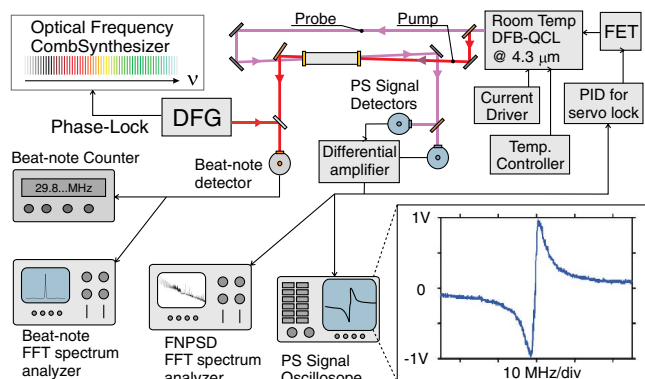 Optical Frequency
CombSynthesizer
ν
Probe
Pump
Room Temp
DFB-QCL
@ 4.3 μm
FET
PS Signal
Detectors
Current
Driver
PID for
servo lock
Phase-Lock
DFG
Temp.
Controller
Beat-note Counter
Beat-note
detector
Differential
amplifier
29.8...MHz
1V
-1V
10 MHz/div
Beat-note
FFT spectrum
analyzer
FNPSD
FFT spectrum
analyzer
PS Signal
Oscilloscope